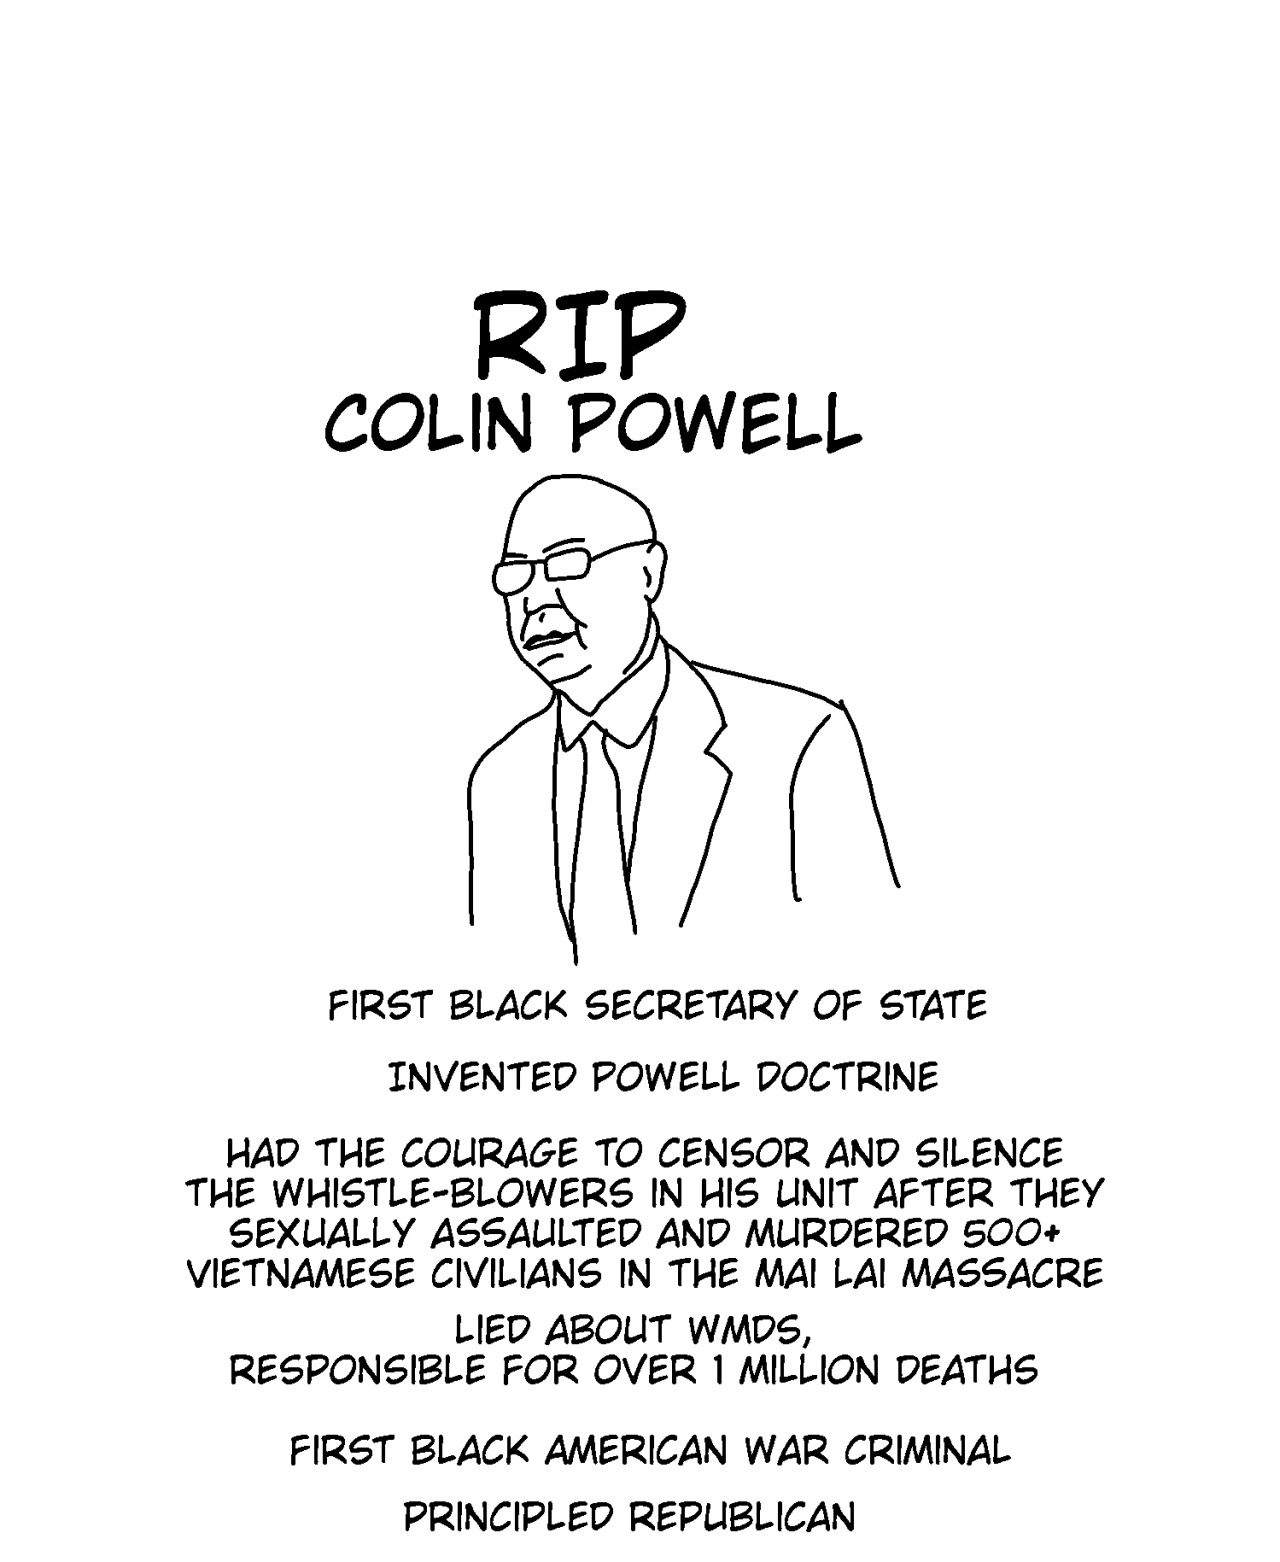 RIP
COLIN POWELL
FIRST BLACK SECRETARY OF STATE
INVENTED POWELL DOCTRINE
HAD THE COURAGE TO CENSOR AND SILENCE
THE WHISTLE-BLOWERS IN HIS UNIT AFTER THEY
SEXUALLY ASSAULTED AND MURDERED 500+
VIETNAMESE CIVILIANS IN THE MAI LAI MASSACRE
LIED ABOUT WMDS,
RESPONSIBLE FOR OVER 1 MILLION DEATHS
FIRST BLACK AMERICAN WAR CRIMINAL
PRINCIPLED REPUBLICAN